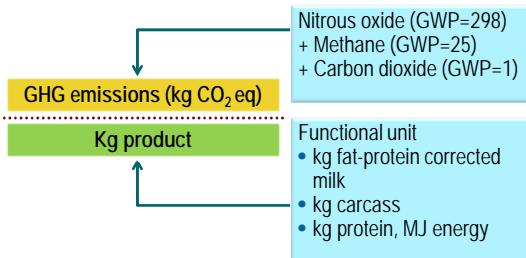 Nitrous oxide (GWP=298)
+ Methane (GWP=25)
+ Carbon dioxide (GWP=1)
GHG emissions (kg CO₂ eq)
Kg product
Functional unit
• kg fat-protein corrected
milk
• kg carcass
• kg protein, MJ energy